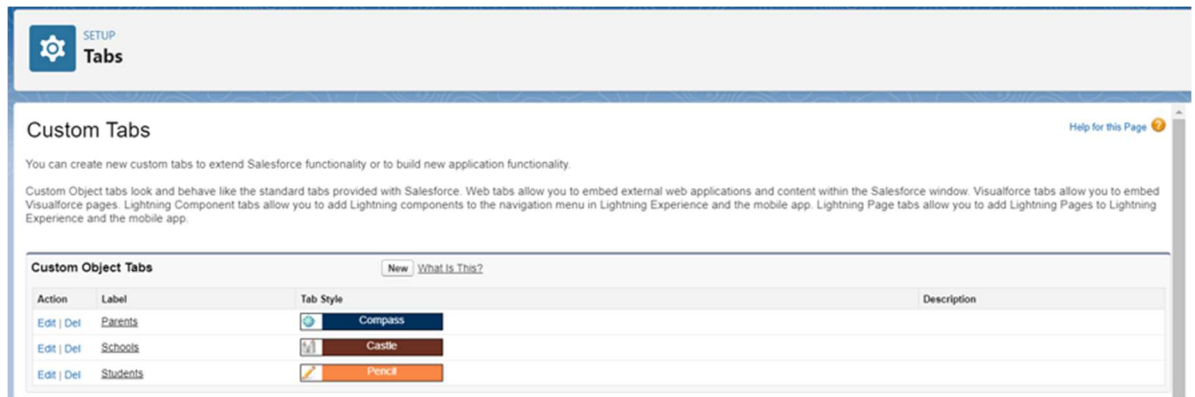 SETUP
Tabs
Custom Tabs
Help for this Page
You can create new custom tabs to extend Salesforce functionality or to build new application functionality.
Custom Object tabs look and behave like the standard tabs provided with Salesforce. Web tabs allow you to embed external web applications and content within the Salesforce window. Visualforce tabs allow you to embed
Visualforce pages. Lightning Component tabs allow you to add Lightning components to the navigation menu in Lightning Experience and the mobile app. Lightning Page tabs allow you to add Lightning Pages to Lightning
Experience and the mobile app.
Custom Object Tabs New What Is This?
Action Label Tab Style Description
Edit | Del Parents Compass
Edit | Del Schools Castle
Edit | Del Students Pencil